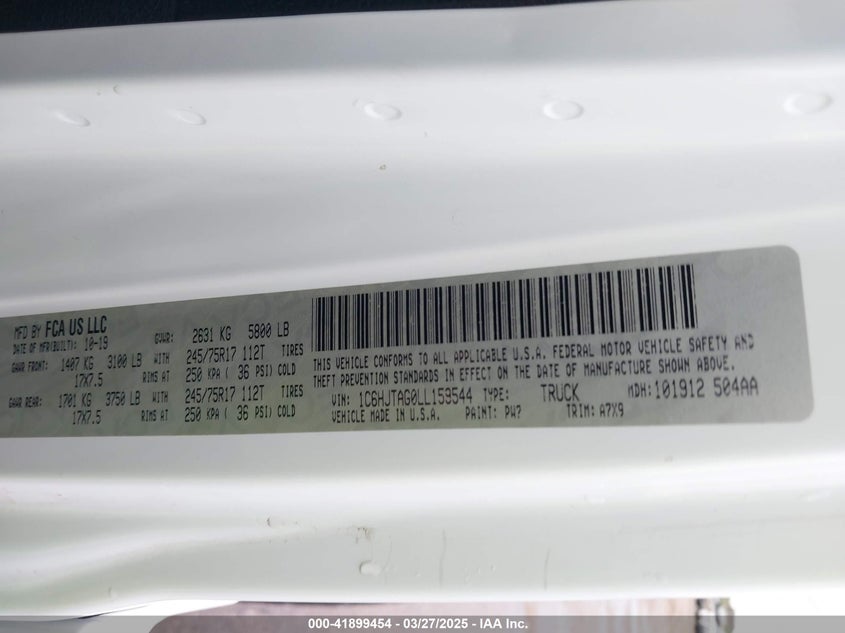 MFD BY FCA US LLC
DATE OF MFR(BUILT): 10-19
GVWR: 2631 KG 5800 LB
GAWR FRONT: 1407 KG 3100 LB WITH 245/75R17 112T TIRES
17X7.5 RIMS AT 250 KPA ( 36 PSI) COLD
GAWR REAR: 1701 KG 3750 LB WITH 245/75R17 112T TIRES
17X7.5 RIMS AT 250 KPA ( 36 PSI) COLD
THIS VEHICLE CONFORMS TO ALL APPLICABLE U.S.A. FEDERAL MOTOR VEHICLE SAFETY AND
THEFT PREVENTION STANDARDS IN EFFECT ON THE DATE OF MANUFACTURE SHOWN ABOVE.
VIN: 1C6HJTAG0LL159544 TYPE: TRUCK MDH: 101912 504AA
VEHICLE MADE IN U.S.A. PAINT: PW7 TRIM: A7X9
000-41899454 - 03/27/2025 - IAA Inc.